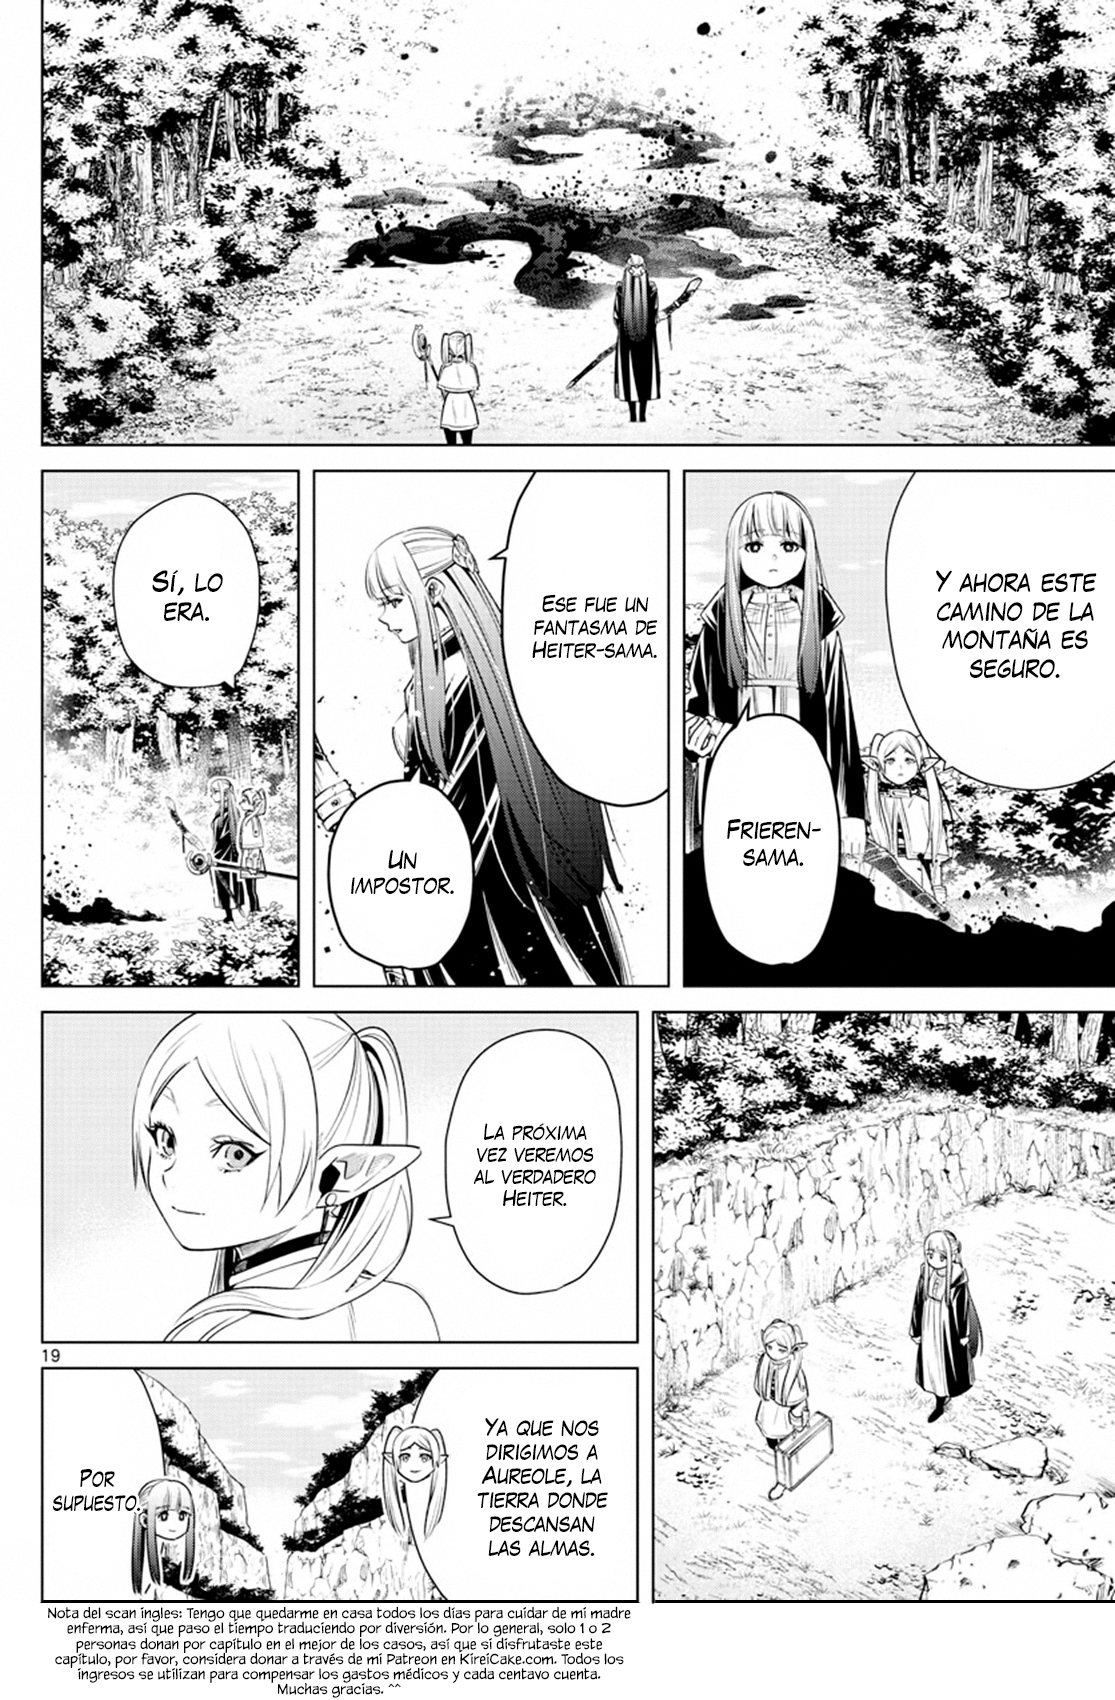 Y AHORA ESTE
CAMINO DE LA
MONTAÑA ES
SEGURO.
FRIEREN-
SAMA.
ESE FUE UN
FANTASMA DE
HEITER-SAMA.
UN
IMPOSTOR.
SÍ, LO
ERA.
LA PRÓXIMA
VEZ VEREMOS
AL VERDADERO
HEITER.
19
YA QUE NOS
DIRIGIMOS A
AUREOLE, LA
TIERRA DONDE
DESCANSAN
LAS ALMAS.
POR
SUPUESTO.
Nota del scan ingles: Tengo que quedarme en casa todos los días para cuidar de mi madre
enferma, así que paso el tiempo traduciendo por diversión. Por lo general, solo 1 o 2
personas donan por capítulo en el mejor de los casos, así que si disfrutaste este
capítulo, por favor, considera donar a través de mi Patreon en KireiCake.com. Todos los
ingresos se utilizan para compensar los gastos médicos y cada centavo cuenta.
Muchas gracias. ^^